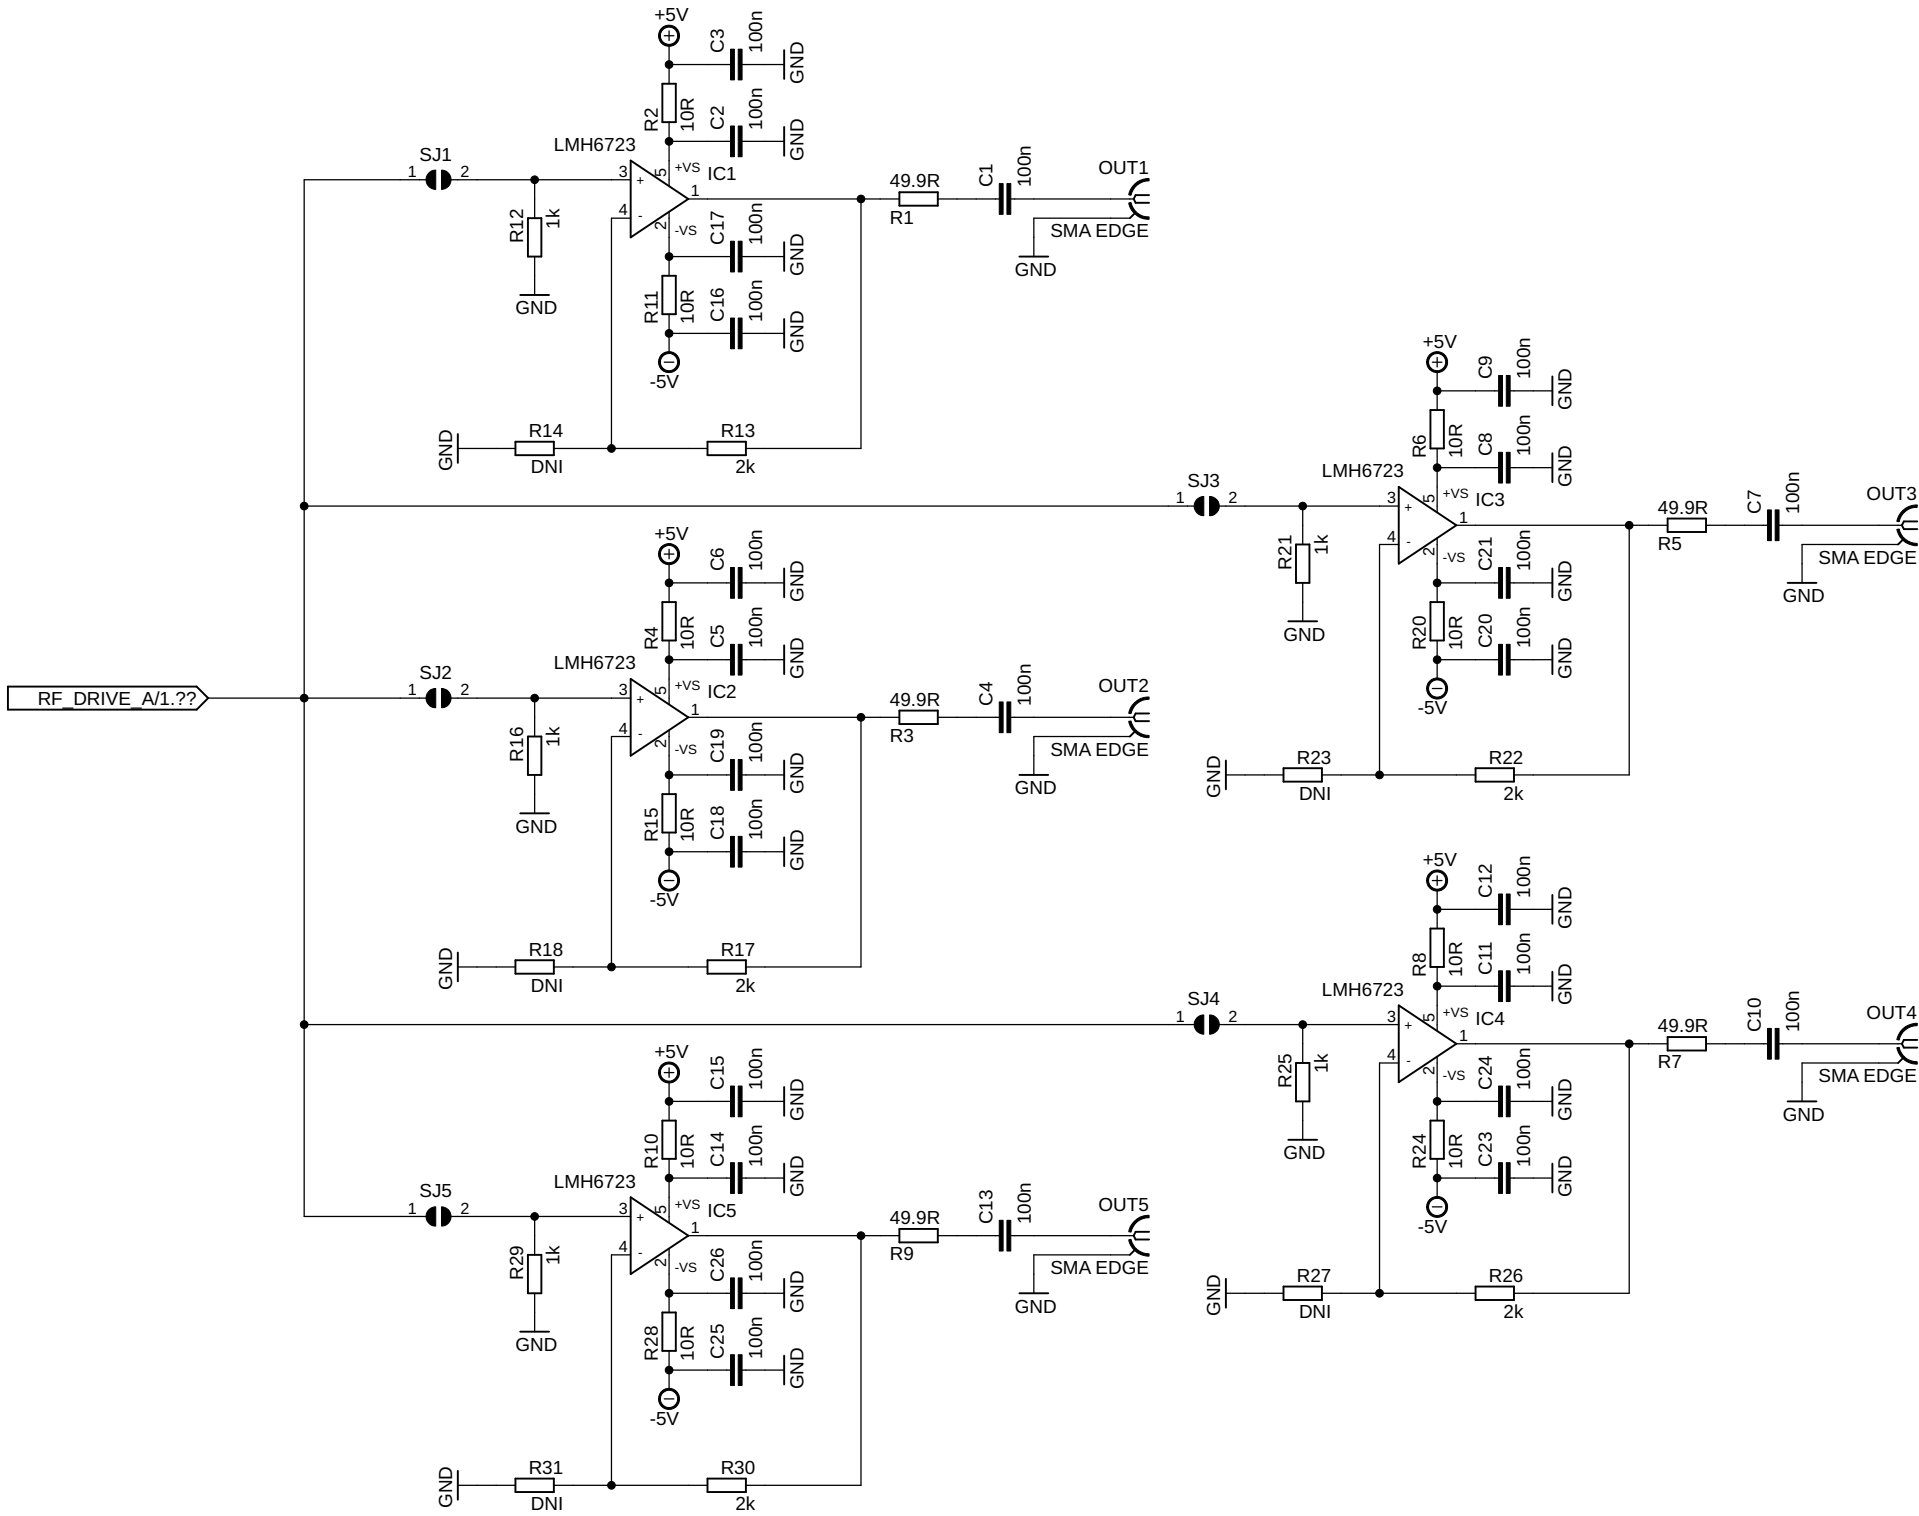 +5V
C3
100n
GND
R2
10R
C2
100n
GND
LMH6723
SJ1
1
2
3
+
5
+VS
IC1
4
-
2
-VS
1
R12
1k
GND
C17
100n
GND
R11
10R
C16
100n
GND
-5V
49.9R
R1
C1
100n
OUT1
SMA EDGE
GND
GND
R14
DNI
R13
2k
+5V
C9
100n
GND
R6
10R
C8
100n
GND
LMH6723
SJ3
1
2
3
+
5
+VS
IC3
4
-
2
-VS
1
R21
1k
GND
C21
100n
GND
R20
10R
C20
100n
GND
-5V
49.9R
R5
C7
100n
OUT3
SMA EDGE
GND
GND
R23
DNI
R22
2k
RF_DRIVE_A/1.??
+5V
C6
100n
GND
R4
10R
C5
100n
GND
LMH6723
SJ2
1
2
3
+
5
+VS
IC2
4
-
2
-VS
1
R16
1k
GND
C19
100n
GND
R15
10R
C18
100n
GND
-5V
49.9R
R3
C4
100n
OUT2
SMA EDGE
GND
GND
R18
DNI
R17
2k
+5V
C12
100n
GND
R8
10R
C11
100n
GND
LMH6723
SJ4
1
2
3
+
5
+VS
IC4
4
-
2
-VS
1
R25
1k
GND
C24
100n
GND
R24
10R
C23
100n
GND
-5V
49.9R
R7
C10
100n
OUT4
SMA EDGE
GND
GND
R27
DNI
R26
2k
+5V
C15
100n
GND
R10
10R
C14
100n
GND
LMH6723
SJ5
1
2
3
+
5
+VS
IC5
4
-
2
-VS
1
R29
1k
GND
C26
100n
GND
R28
10R
C25
100n
GND
-5V
49.9R
R9
C13
100n
OUT5
SMA EDGE
GND
GND
R31
DNI
R30
2k